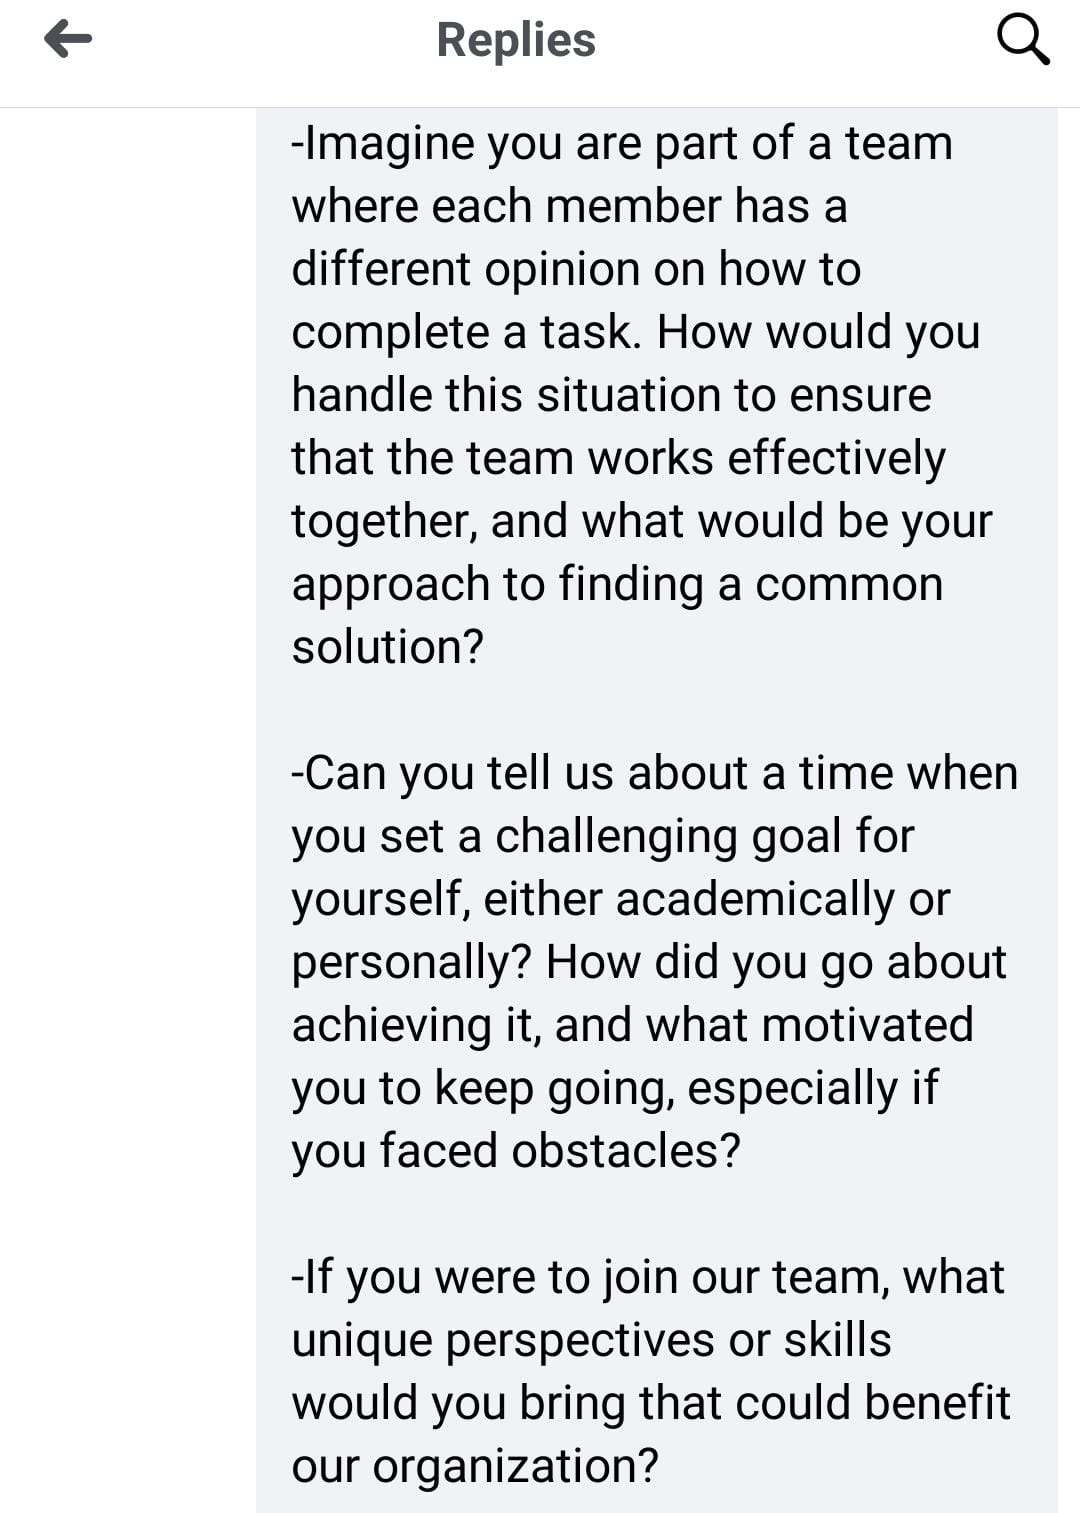 Replies
-Imagine you are part of a team
where each member has a
different opinion on how to
complete a task. How would you
handle this situation to ensure
that the team works effectively
together, and what would be your
approach to finding a common
solution?
-Can you tell us about a time when
you set a challenging goal for
yourself, either academically or
personally? How did you go about
achieving it, and what motivated
you to keep going, especially if
you faced obstacles?
-If you were to join our team, what
unique perspectives or skills
would you bring that could benefit
our organization?